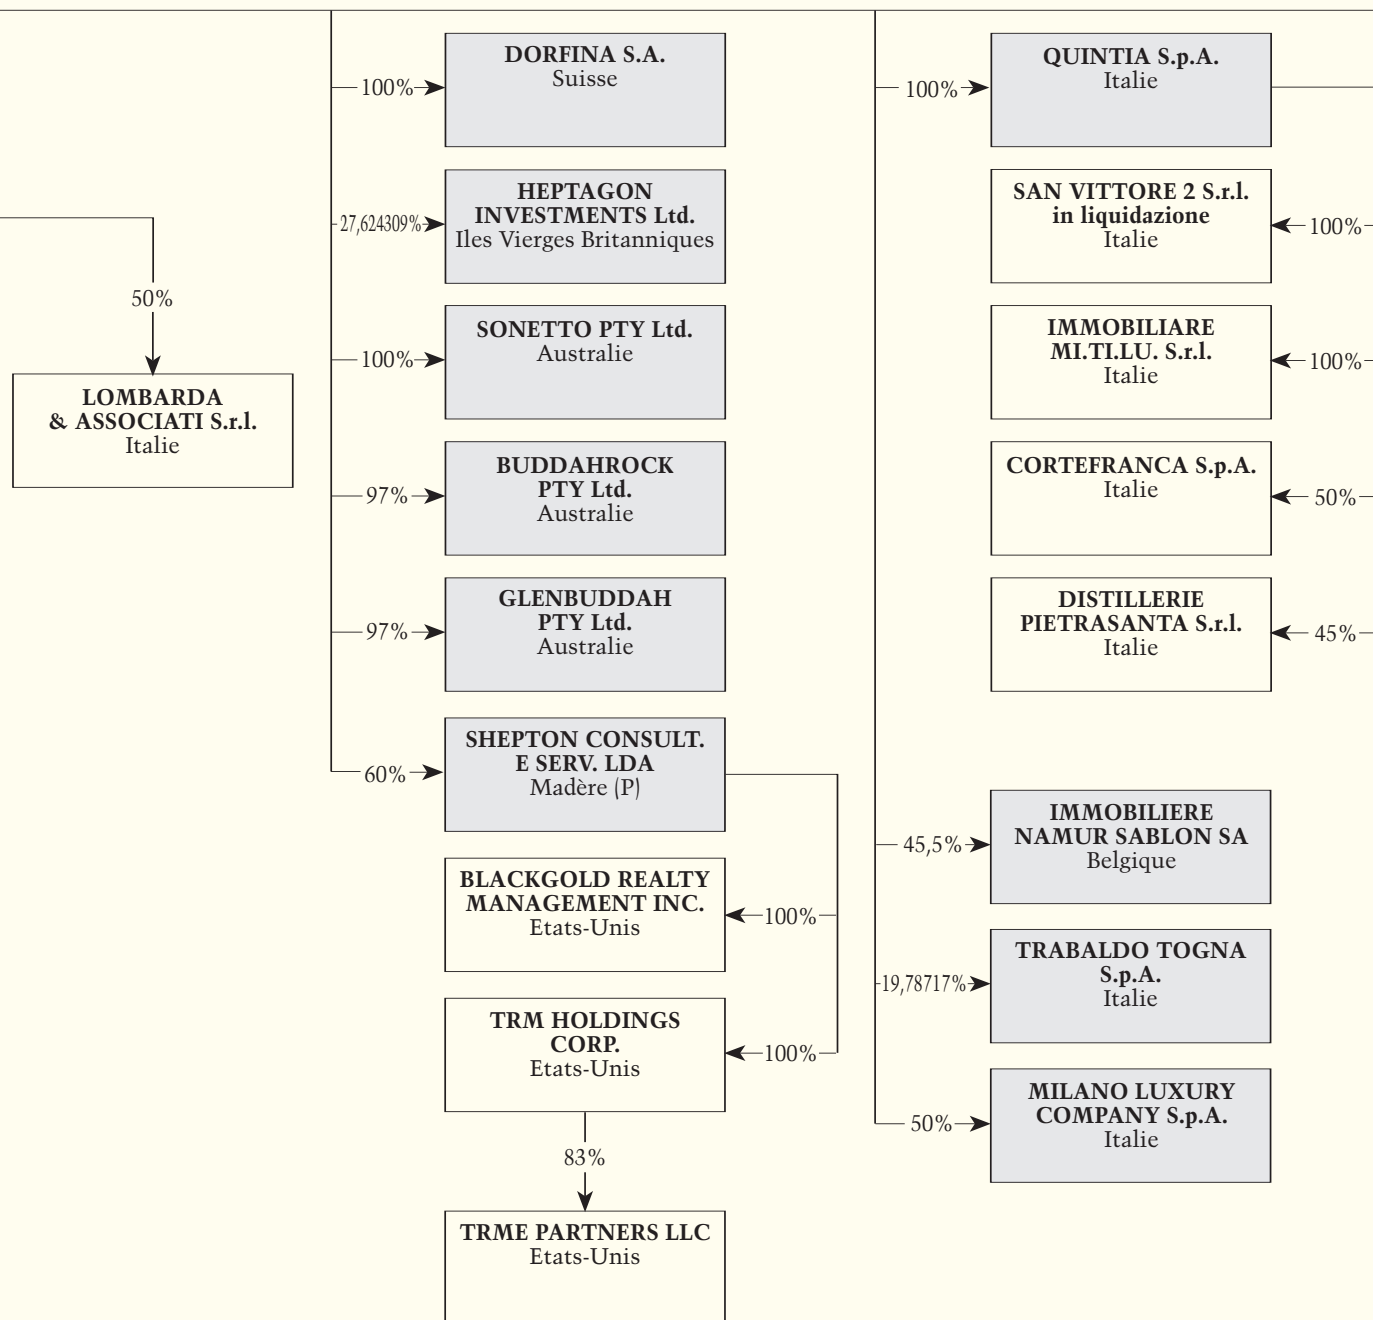 50%
LOMBARDA
& ASSOCIATI S.r.l.
Italie
100%
DORFINA S.A.
Suisse
27,624309%
HEPTAGON
INVESTMENTS Ltd.
Iles Vierges Britanniques
100%
SONETTO PTY Ltd.
Australie
97%
BUDDAHROCK
PTY Ltd.
Australie
97%
GLENBUDDAH
PTY Ltd.
Australie
60%
SHEPTON CONSULT.
E SERV. LDA
Madère (P)
BLACKGOLD REALTY
MANAGEMENT INC.
Etats-Unis
100%
TRM HOLDINGS
CORP.
Etats-Unis
100%
83%
TRME PARTNERS LLC
Etats-Unis
100%
QUINTIA S.p.A.
Italie
SAN VITTORE 2 S.r.l.
in liquidazione
Italie
100%
IMMOBILIARE
MI.TI.LU. S.r.l.
Italie
100%
CORTEFRANCA S.p.A.
Italie
50%
DISTILLERIE
PIETRASANTA S.r.l.
Italie
45%
45,5%
IMMOBILIERE
NAMUR SABLON SA
Belgique
19,78717%
TRABALDO TOGNA
S.p.A.
Italie
50%
MILANO LUXURY
COMPANY S.p.A.
Italie